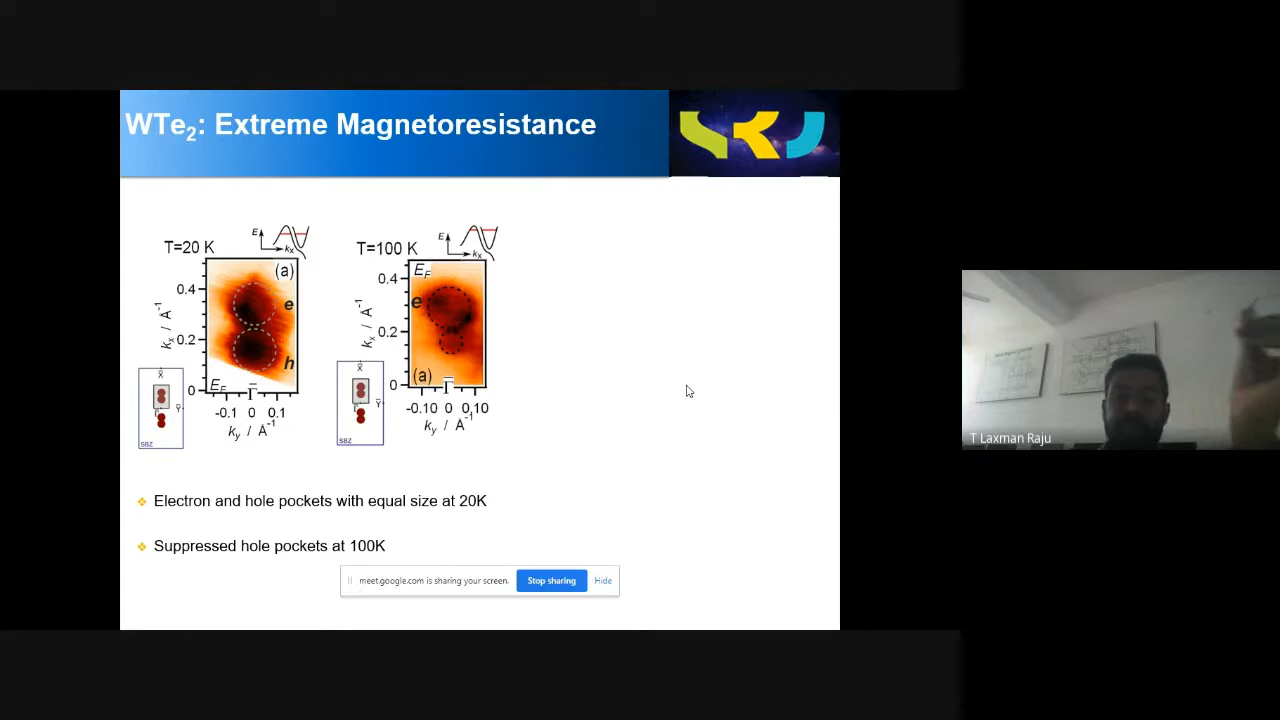 WTe2: Extreme Magnetoresistance
SKJ
T=20 K
E
kx
(a)
0.4
0.2
0
kx / Å-1
e
h
EF
Γ̄
-0.1 0 0.1
ky / Å-1
X̄
Γ̄
Ȳ
SBZ
T=100 K
E
kx
EF
0.4
0.2
0
kx / Å-1
e
(a)
Γ̄
-0.10 0 0.10
ky / Å-1
X̄
Γ̄
Ȳ
SBZ
❖ Electron and hole pockets with equal size at 20K
❖ Suppressed hole pockets at 100K
meet.google.com is sharing your screen.
Stop sharing
Hide
T Laxman Raju